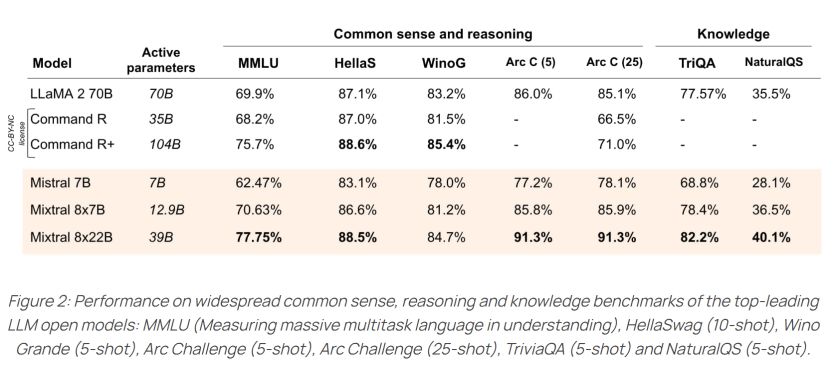 Common sense and reasoning Knowledge
Model Active parameters MMLU HellaS WinoG Arc C (5) Arc C (25) TriQA NaturalQS
LLaMA 2 70B 70B 69.9% 87.1% 83.2% 86.0% 85.1% 77.57% 35.5%
CC-BY-NC license
Command R 35B 68.2% 87.0% 81.5% - 66.5% - -
Command R+ 104B 75.7% 88.6% 85.4% - 71.0% - -
Mistral 7B 7B 62.47% 83.1% 78.0% 77.2% 78.1% 68.8% 28.1%
Mixtral 8x7B 12.9B 70.63% 86.6% 81.2% 85.8% 85.9% 78.4% 36.5%
Mixtral 8x22B 39B 77.75% 88.5% 84.7% 91.3% 91.3% 82.2% 40.1%
Figure 2: Performance on widespread common sense, reasoning and knowledge benchmarks of the top-leading
LLM open models: MMLU (Measuring massive multitask language in understanding), HellaSwag (10-shot), Wino
Grande (5-shot), Arc Challenge (5-shot), Arc Challenge (25-shot), TriviaQA (5-shot) and NaturalQS (5-shot).